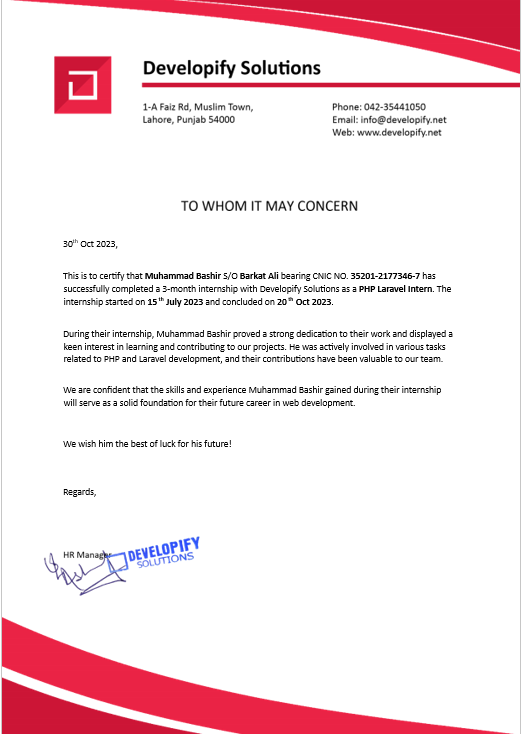 Developify Solutions
1-A Faiz Rd, Muslim Town,
Lahore, Punjab 54000
Phone: 042-35441050
Email: info@developify.net
Web: www.developify.net
TO WHOM IT MAY CONCERN
30th Oct 2023,
This is to certify that Muhammad Bashir S/O Barkat Ali bearing CNIC NO. 35201-2177346-7 has
successfully completed a 3-month internship with Developify Solutions as a PHP Laravel Intern. The
internship started on 15th July 2023 and concluded on 20th Oct 2023.
During their internship, Muhammad Bashir proved a strong dedication to their work and displayed a
keen interest in learning and contributing to our projects. He was actively involved in various tasks
related to PHP and Laravel development, and their contributions have been valuable to our team.
We are confident that the skills and experience Muhammad Bashir gained during their internship
will serve as a solid foundation for their future career in web development.
We wish him the best of luck for his future!
Regards,
HR Manager
DEVELOPIFY
SOLUTIONS